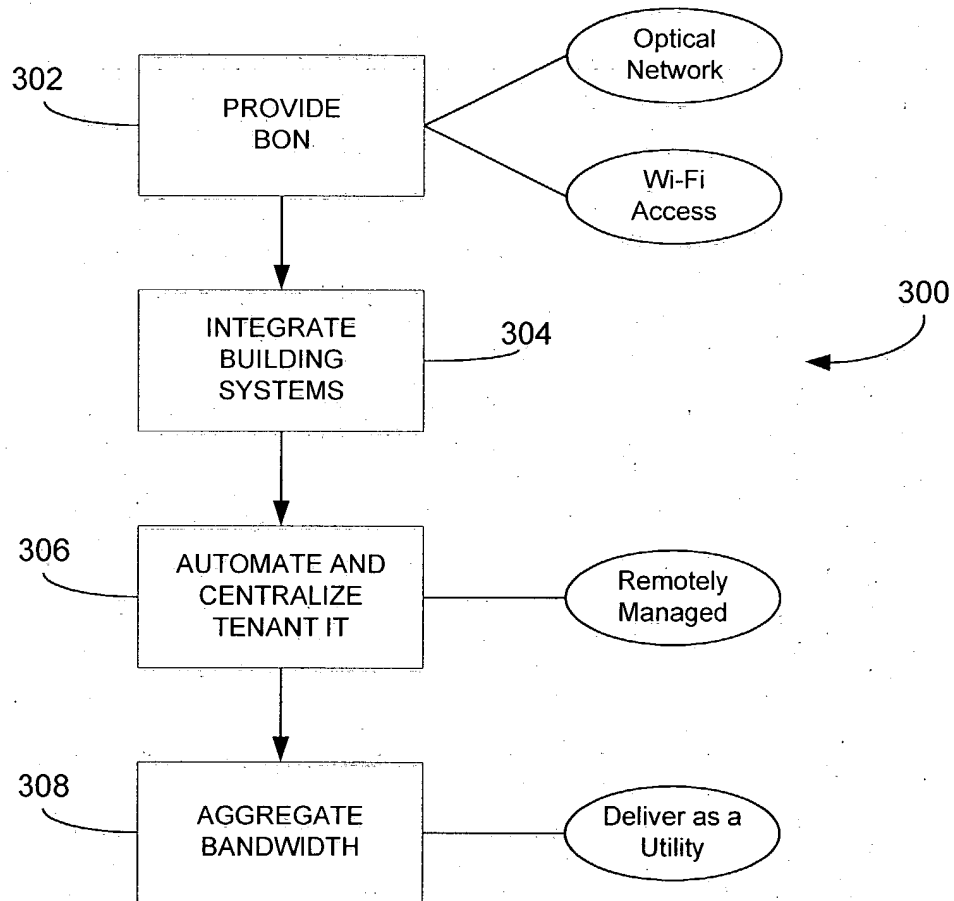 Optical
Network
302
PROVIDE
BON
Wi-Fi
Access
300
INTEGRATE
BUILDING
SYSTEMS
304
306
AUTOMATE AND
CENTRALIZE
TENANT IT
Remotely
Managed
308
AGGREGATE
BANDWIDTH
Deliver as a
Utility